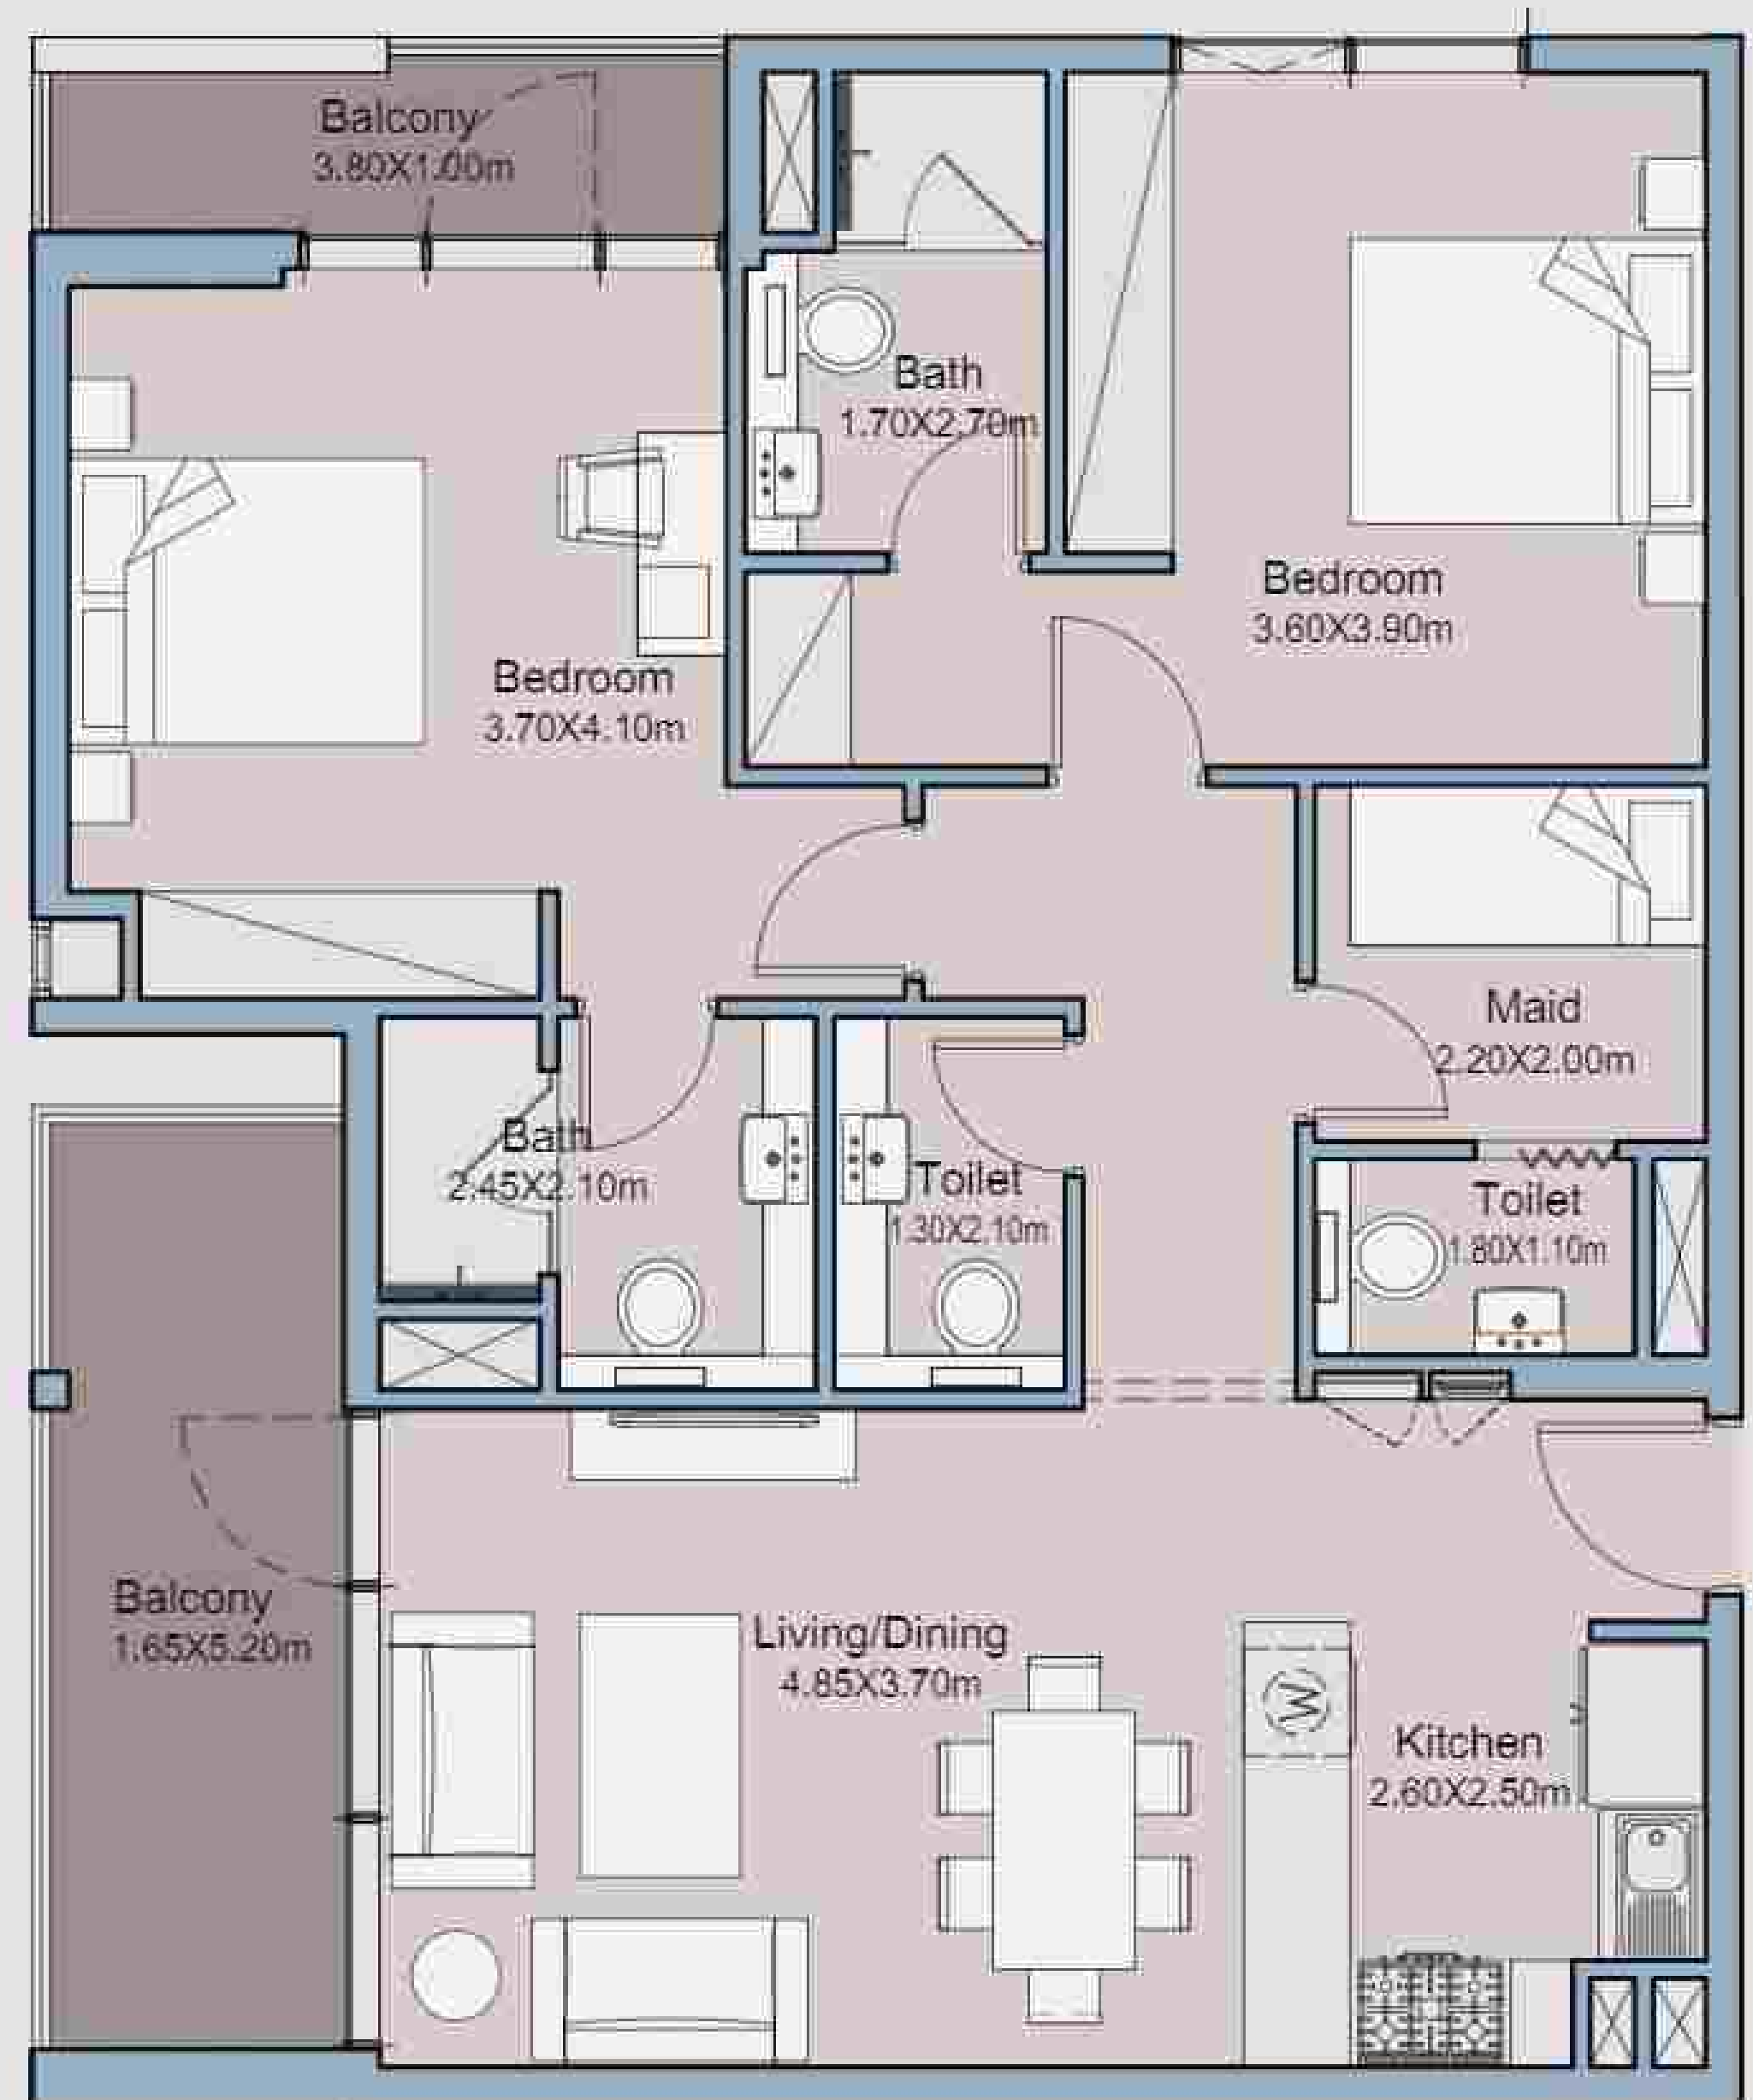 Balcony
3.80X1.00m
Bath
1.70X2.70m
Bedroom
3.60X3.90m
Bedroom
3.70X4.10m
Maid
2.20X2.00m
Bath
2.45X2.10m
Toilet
1.30X2.10m
Toilet
1.80X1.10m
Balcony
1.65X5.20m
Living/Dining
4.85X3.70m
W
Kitchen
2.60X2.50m